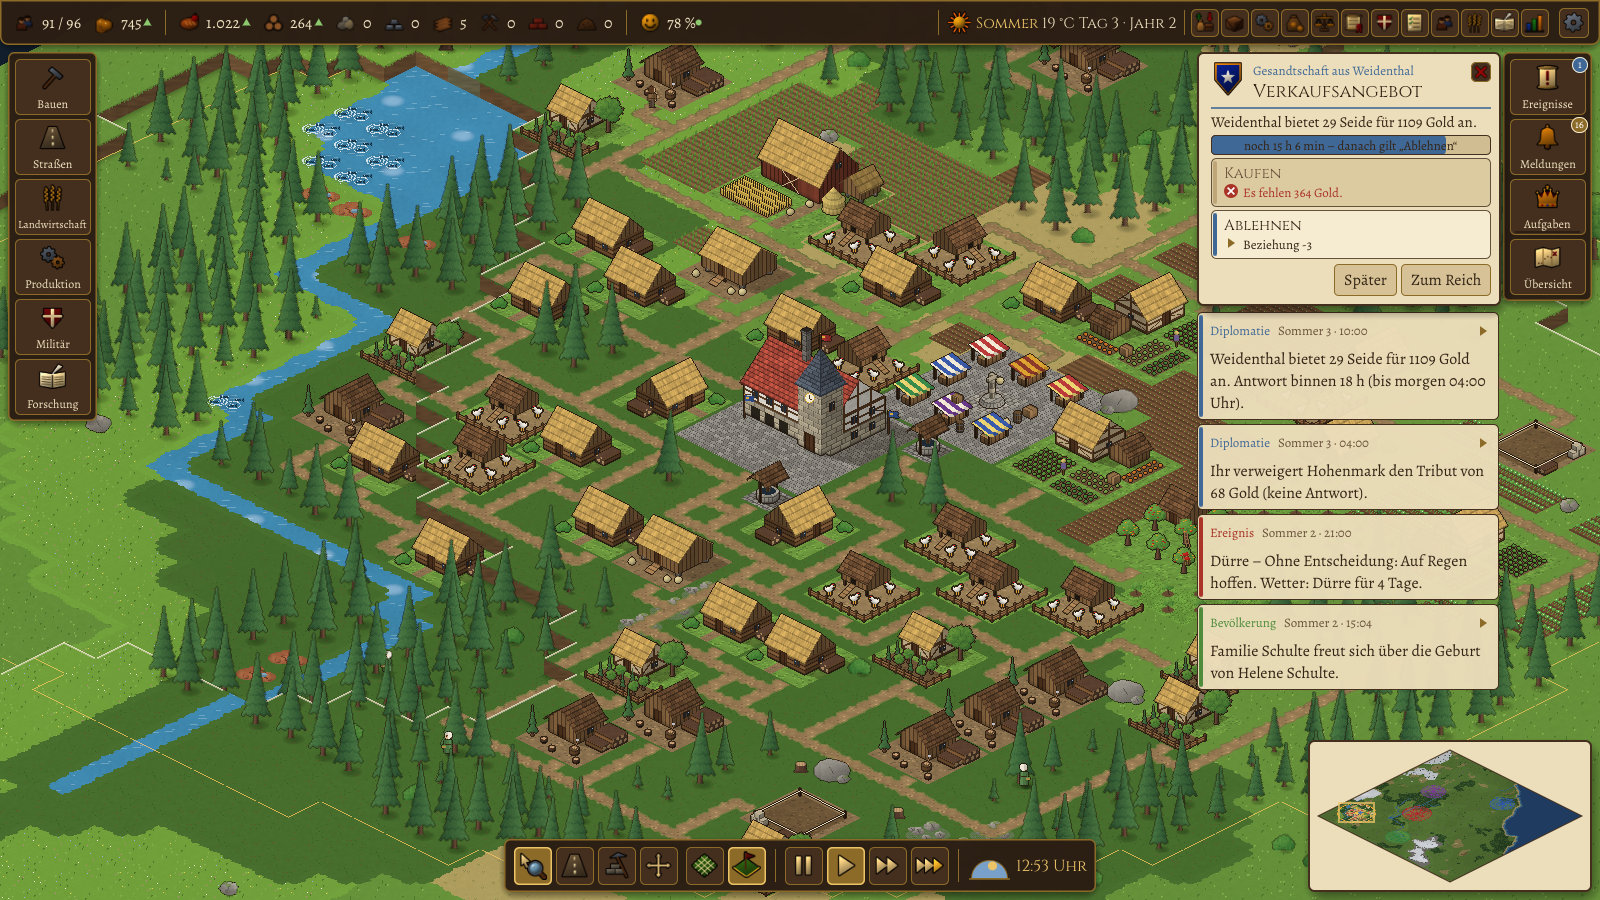 91 / 96
745
1.022
264
0
0
5
0
0
0
78 %
Sommer 19 °C Tag 3 · Jahr 2
Bauen
Straßen
Landwirtschaft
Produktion
Militär
Forschung
Gesandtschaft aus Weidenthal
Verkaufsangebot
Weidenthal bietet 29 Seide für 1109 Gold an.
noch 15 h 6 min – danach gilt „Ablehnen“
Kaufen
Es fehlen 364 Gold.
Ablehnen
Beziehung -3
Später
Zum Reich
1
Ereignisse
16
Meldungen
Aufgaben
Übersicht
Diplomatie Sommer 3 · 10:00
Weidenthal bietet 29 Seide für 1109 Gold
an. Antwort binnen 18 h (bis morgen 04:00
Uhr).
Diplomatie Sommer 3 · 04:00
Ihr verweigert Hohenmark den Tribut von
68 Gold (keine Antwort).
Ereignis Sommer 2 · 21:00
Dürre – Ohne Entscheidung: Auf Regen
hoffen. Wetter: Dürre für 4 Tage.
Bevölkerung Sommer 2 · 15:04
Familie Schulte freut sich über die Geburt
von Helene Schulte.
12:53 Uhr